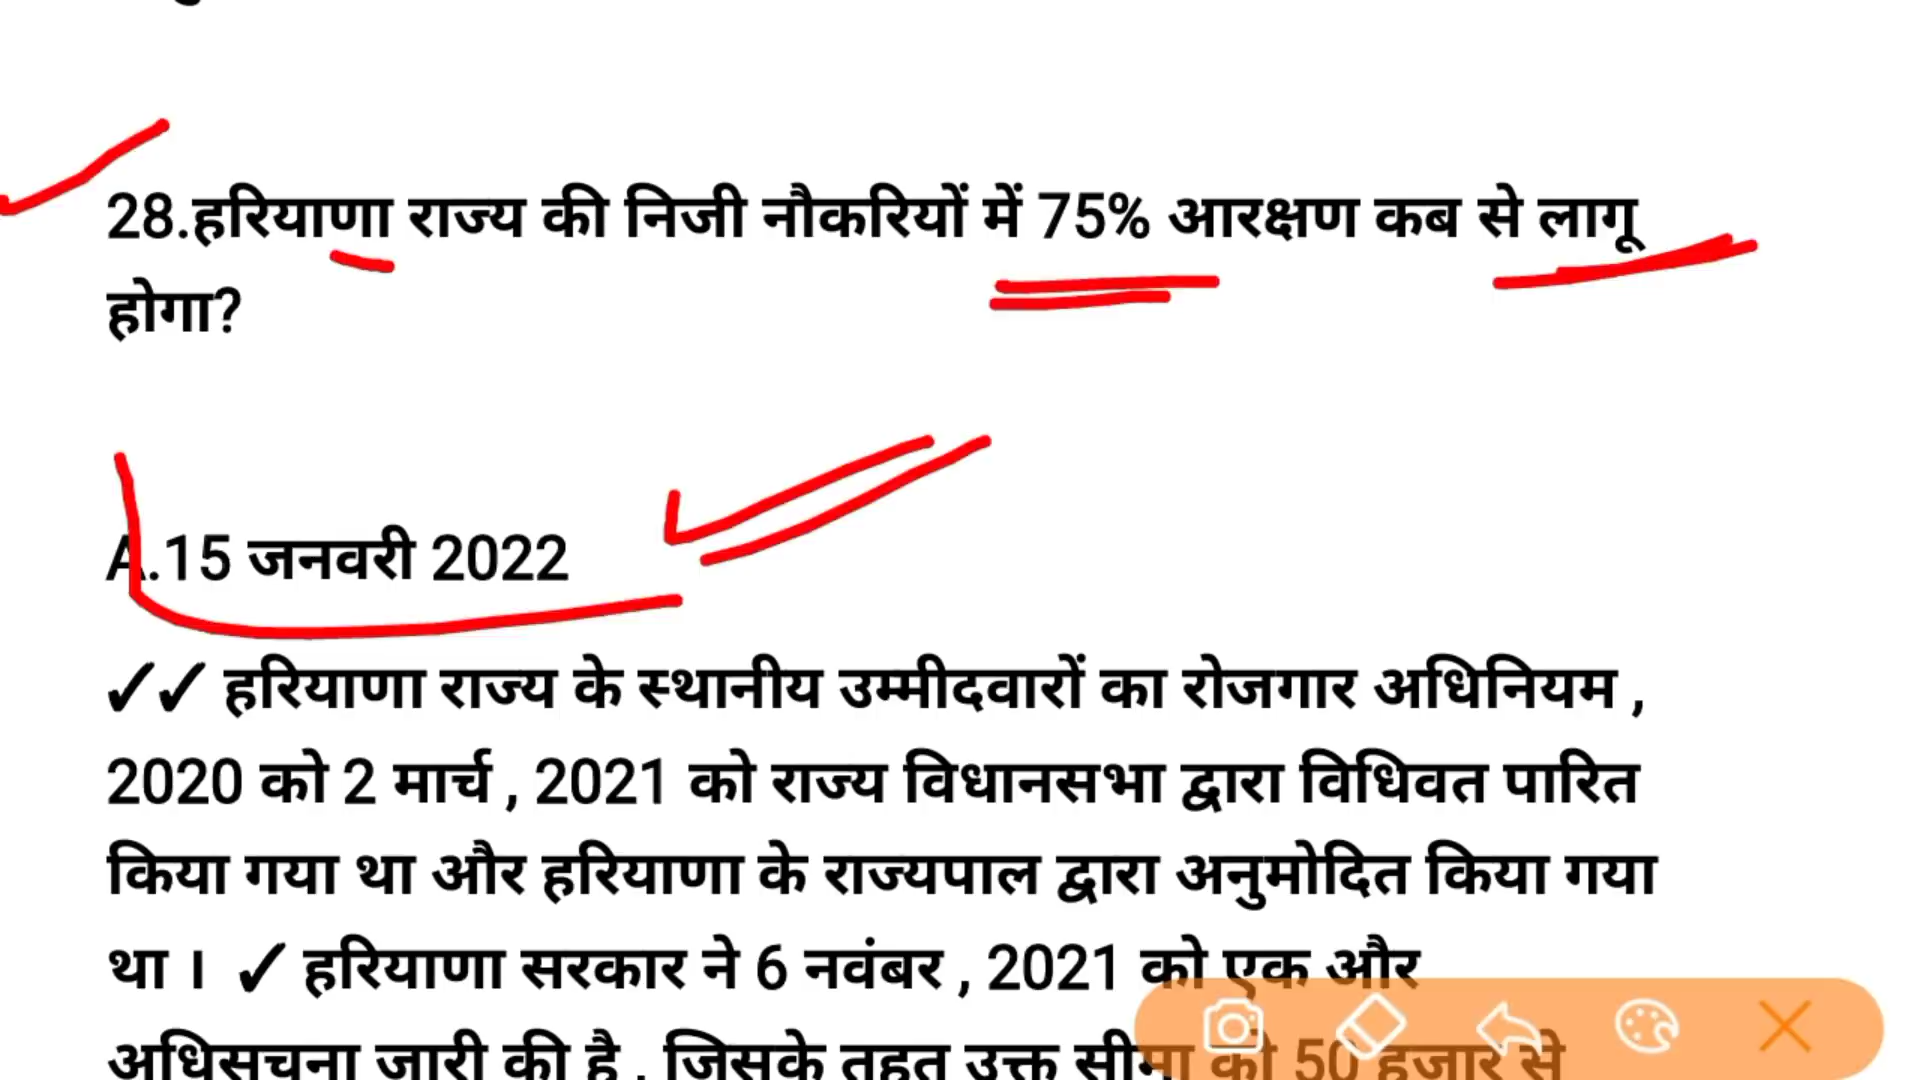 28.हरियाणा राज्य की निजी नौकरियों में 75% आरक्षण कब से लागू
होगा?
A.15 जनवरी 2022
✓✓ हरियाणा राज्य के स्थानीय उम्मीदवारों का रोजगार अधिनियम ,
2020 को 2 मार्च , 2021 को राज्य विधानसभा द्वारा विधिवत पारित
किया गया था और हरियाणा के राज्यपाल द्वारा अनुमोदित किया गया
था । ✓ हरियाणा सरकार ने 6 नवंबर , 2021 को एक और
अधिसूचना जारी की है , जिसके तहत उक्त सीमा को 50 हजार से